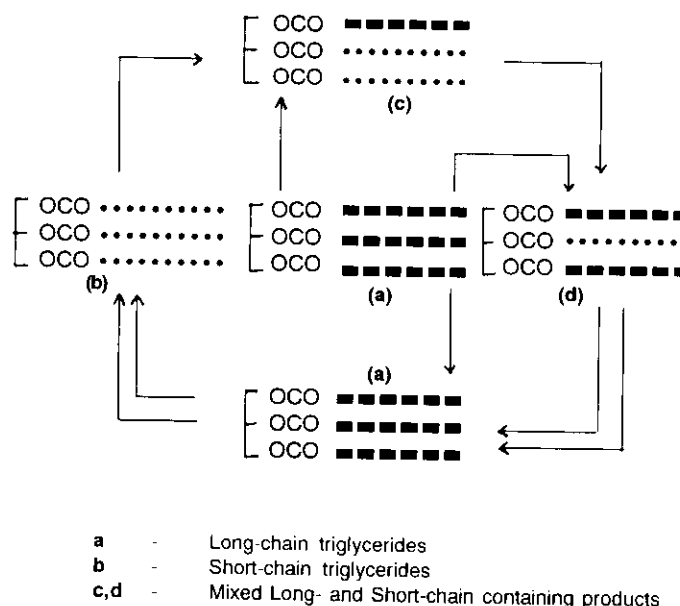 OCO
OCO
OCO
(c)
OCO
OCO
OCO
(b)
OCO
OCO
OCO
(a)
OCO
OCO
OCO
(d)
(a)
OCO
OCO
OCO
a - Long-chain triglycerides
b - Short-chain triglycerides
c,d - Mixed Long- and Short-chain containing products